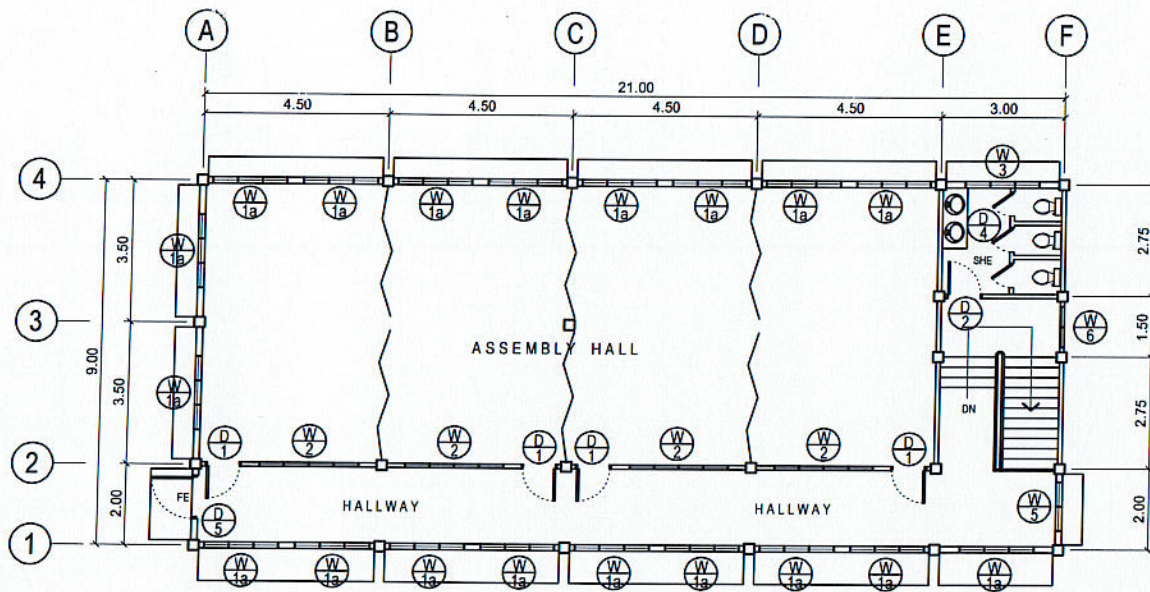 A B C D E F
21.00
4.50 4.50 4.50 4.50 3.00
4
W 3
W 1a W 1a W 1a W 1a W 1a W 1a W 1a W 1a
D 4
3.50
W 1a
2.75
SHE
3
D 2
W 6
1.50
ASSEMBLY HALL
9.00
3.50
W 1a
DN
2.75
D 1 W 2 W 2 D 1 D 1 W 2 W 2 D 1
2
FE
2.00
D 5
HALLWAY HALLWAY
W 5
2.00
1
W 1a W 1a W 1a W 1a W 1a W 1a W 1a W 1a W 1a